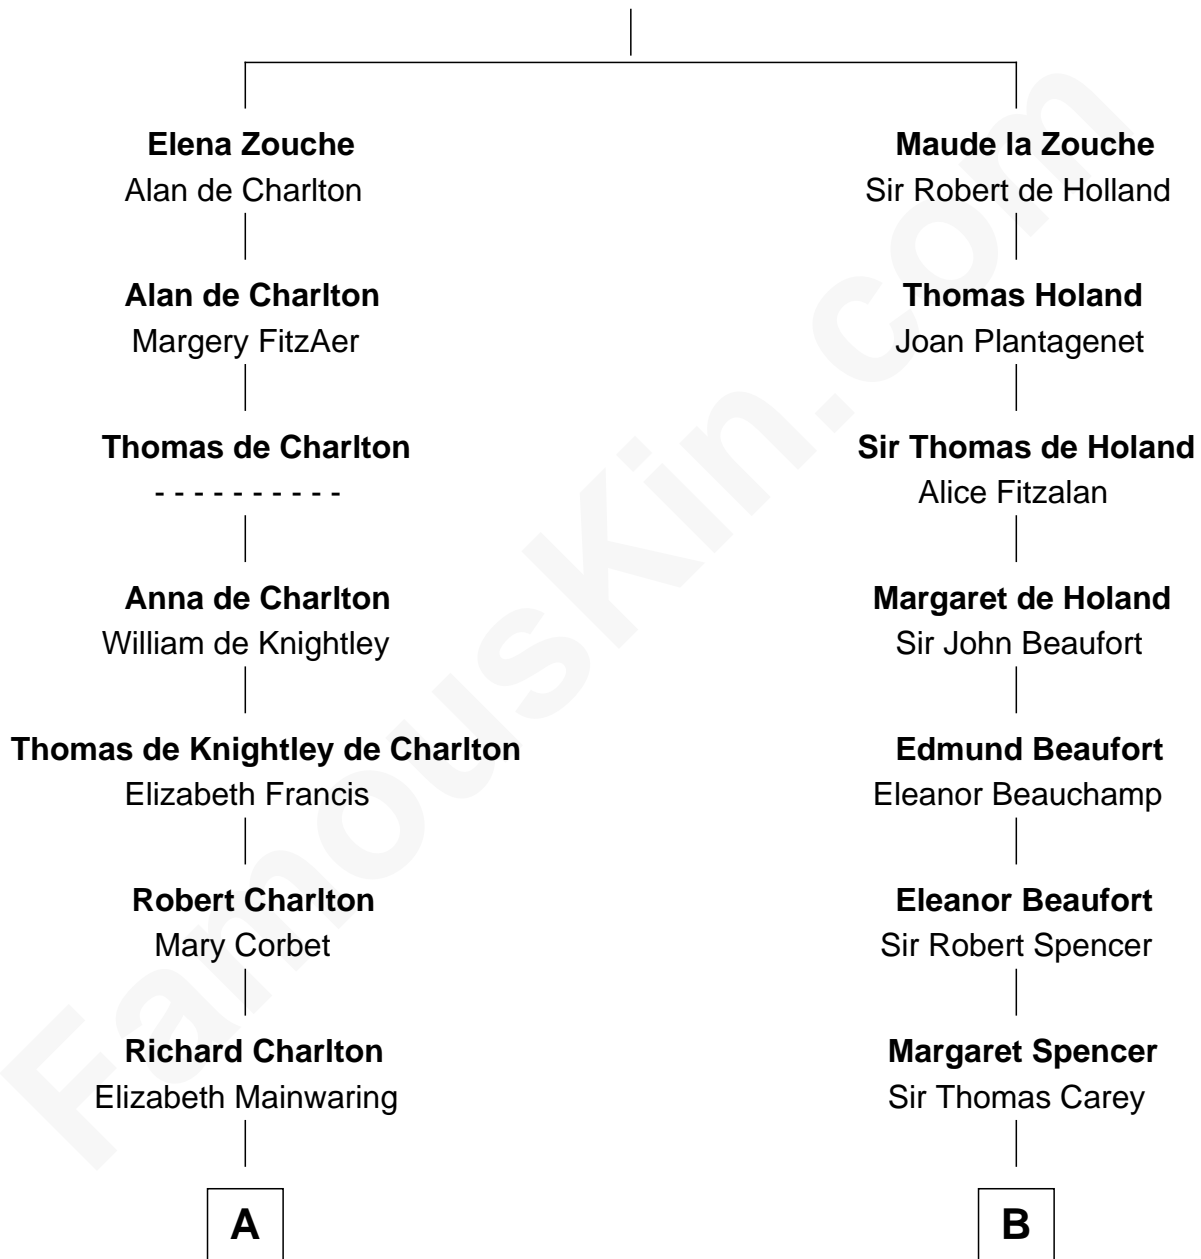 Elena Zouche
Alan de Charlton
Alan de Charlton
Margery FitzAer
Thomas de Charlton
- - - - - - - - - -
Anna de Charlton
William de Knightley
Thomas de Knightley de Charlton
Elizabeth Francis
Robert Charlton
Mary Corbet
Richard Charlton
Elizabeth Mainwaring
A
Maude la Zouche
Sir Robert de Holland
Thomas Holand
Joan Plantagenet
Sir Thomas de Holand
Alice Fitzalan
Margaret de Holand
Sir John Beaufort
Edmund Beaufort
Eleanor Beauchamp
Eleanor Beaufort
Sir Robert Spencer
Margaret Spencer
Sir Thomas Carey
B
FamousKin.com